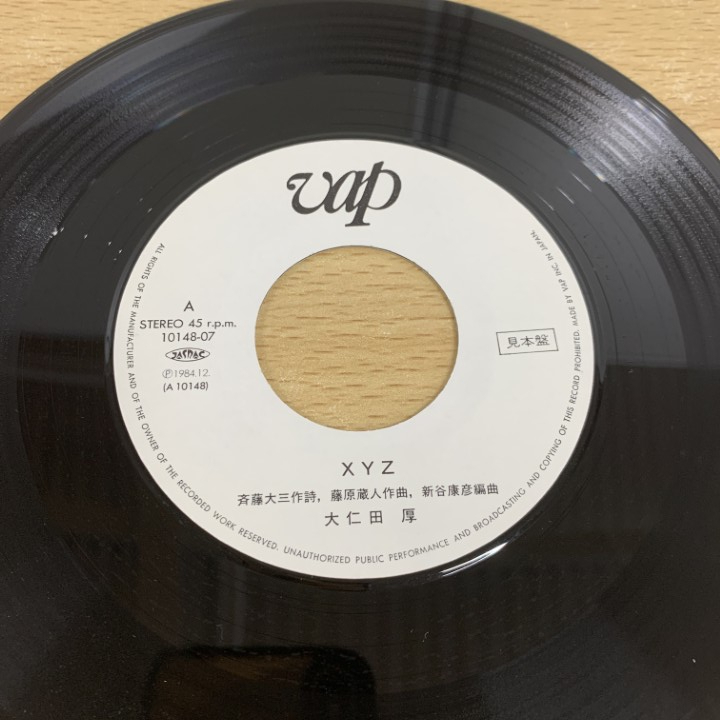 vap
A
STEREO 45 r.p.m.
10148-07
JASRAC
Ⓟ1984.12.
(A 10148)
見本盤
XYZ
斉藤大三作詩, 藤原蔵人作曲, 新谷康彦編曲
大仁田 厚
ALL RIGHTS OF THE MANUFACTURER AND OF THE OWNER OF THE RECORDED WORK RESERVED. UNAUTHORIZED PUBLIC PERFORMANCE AND BROADCASTING AND COPYING OF THIS RECORD PROHIBITED. MADE BY VAP INC. IN JAPAN.